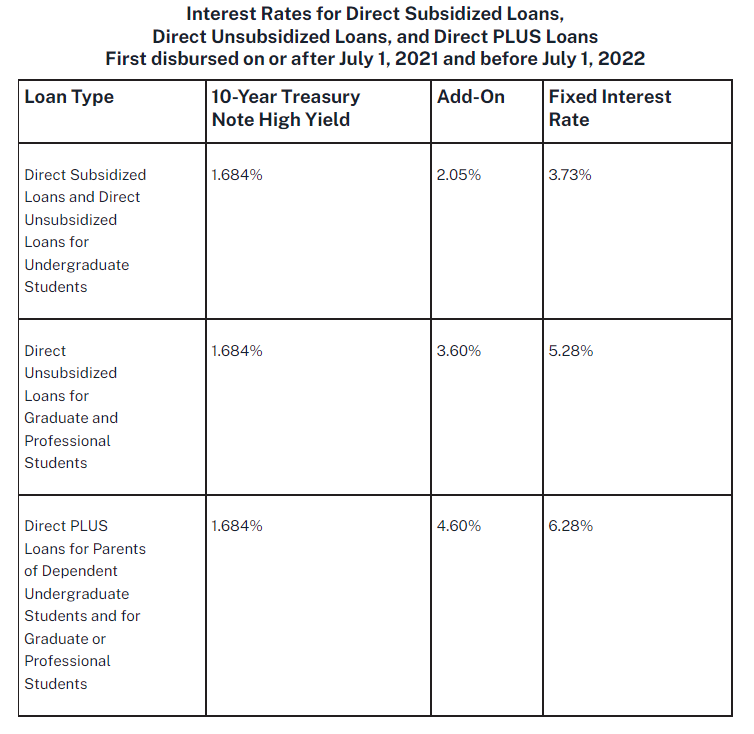 Interest Rates for Direct Subsidized Loans,
Direct Unsubsidized Loans, and Direct PLUS Loans
First disbursed on or after July 1, 2021 and before July 1, 2022
Loan Type
10-Year Treasury
Note High Yield
Add-On
Fixed Interest
Rate
Direct Subsidized
Loans and Direct
Unsubsidized
Loans for
Undergraduate
Students
1.684%
2.05%
3.73%
Direct
Unsubsidized
Loans for
Graduate and
Professional
Students
1.684%
3.60%
5.28%
Direct PLUS
Loans for Parents
of Dependent
Undergraduate
Students and for
Graduate or
Professional
Students
1.684%
4.60%
6.28%